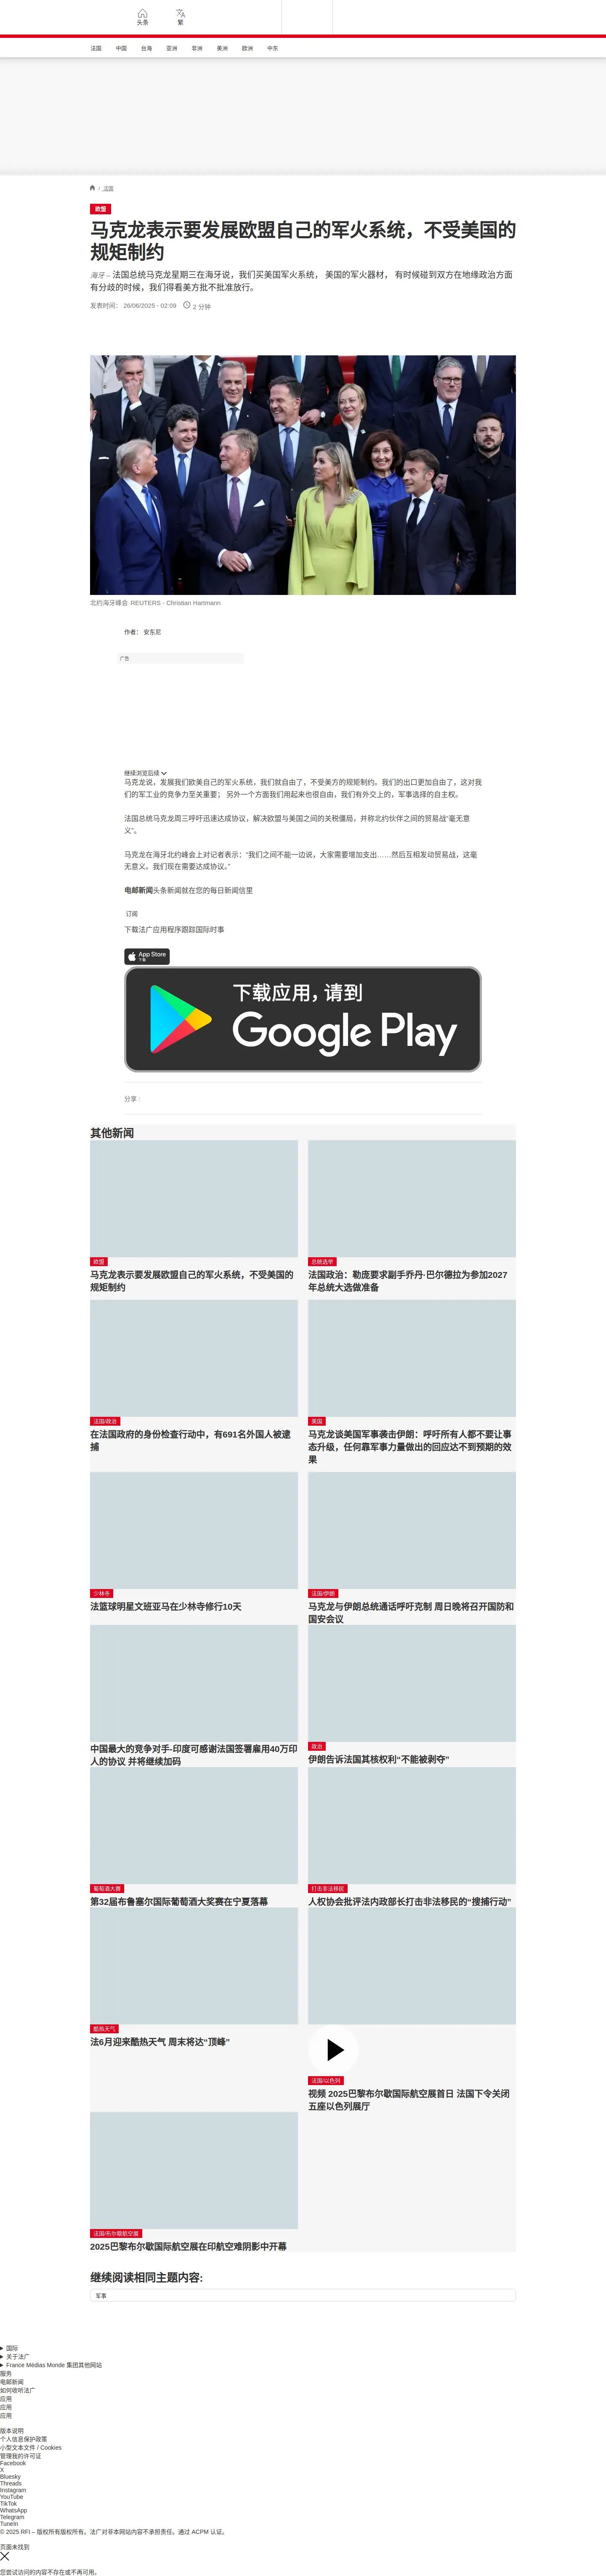 头条
繁
法国
中国
台海
亚洲
非洲
美洲
欧洲
中东
/ 法国
欧盟
马克龙表示要发展欧盟自己的军火系统，不受美国的
规矩制约
海牙 – 法国总统马克龙星期三在海牙说，我们买美国军火系统， 美国的军火器材， 有时候碰到双方在地缘政治方面
有分歧的时候，我们得看美方批不批准放行。
发表时间： 26/06/2025 - 02:09
2 分钟
北约海牙峰会 REUTERS - Christian Hartmann
作者： 安东尼
广告
继续浏览后续
马克龙说，发展我们欧美自己的军火系统，我们就自由了，不受美方的规矩制约。我们的出口更加自由了，这对我
们的军工业的竞争力至关重要； 另外一个方面我们用起来也很自由，我们有外交上的，军事选择的自主权。
法国总统马克龙周三呼吁迅速达成协议，解决欧盟与美国之间的关税僵局，并称北约伙伴之间的贸易战“毫无意
义”。
马克龙在海牙北约峰会上对记者表示：“我们之间不能一边说，大家需要增加支出……然后互相发动贸易战，这毫
无意义。我们现在需要达成协议。”
电邮新闻头条新闻就在您的每日新闻信里
订阅
下载法广应用程序跟踪国际时事
App Store
下载
下载应用，请到
Google Play
分享 :
其他新闻
欧盟
马克龙表示要发展欧盟自己的军火系统，不受美国的
规矩制约
总统选举
法国政治：勒庞要求副手乔丹·巴尔德拉为参加2027
年总统大选做准备
法国/政治
在法国政府的身份检查行动中，有691名外国人被逮
捕
美国
马克龙谈美国军事袭击伊朗：呼吁所有人都不要让事
态升级，任何靠军事力量做出的回应达不到预期的效
果
少林寺
法篮球明星文班亚马在少林寺修行10天
法国/伊朗
马克龙与伊朗总统通话呼吁克制 周日晚将召开国防和
国安会议
中国最大的竞争对手-印度可感谢法国签署雇用40万印
人的协议 并将继续加码
政治
伊朗告诉法国其核权利“不能被剥夺”
葡萄酒大赛
第32届布鲁塞尔国际葡萄酒大奖赛在宁夏落幕
打击非法移民
人权协会批评法内政部长打击非法移民的“搜捕行动”
酷热天气
法6月迎来酷热天气 周末将达“顶峰”
法国/以色列
视频 2025巴黎布尔歇国际航空展首日 法国下令关闭
五座以色列展厅
法国/布尔歇航空展
2025巴黎布尔歇国际航空展在印航空难阴影中开幕
继续阅读相同主题内容:
军事
国际
关于法广
France Médias Monde 集团其他网站
服务
电邮新闻
如何收听法广
应用
应用
应用
版本说明
个人信息保护政策
小型文本文件 / Cookies
管理我的许可证
Facebook
X
Bluesky
Threads
Instagram
YouTube
TikTok
WhatsApp
Telegram
TuneIn
© 2025 RFI – 版权所有版权所有。法广对非本网站内容不承担责任。通过 ACPM 认证。
页面未找到
您尝试访问的内容不存在或不再可用。